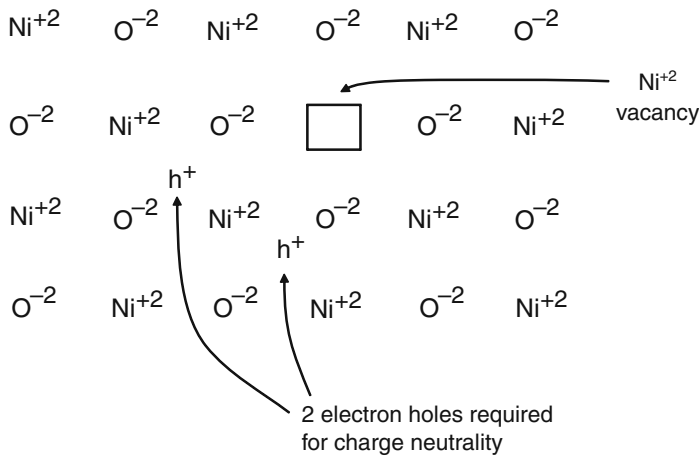 Ni⁺² O⁻² Ni⁺² O⁻² Ni⁺² O⁻²
Ni⁺²
vacancy
O⁻² Ni⁺² O⁻² O⁻² Ni⁺²
h⁺
Ni⁺² O⁻² Ni⁺² O⁻² Ni⁺² O⁻²
h⁺
O⁻² Ni⁺² O⁻² Ni⁺² O⁻² Ni⁺²
2 electron holes required
for charge neutrality